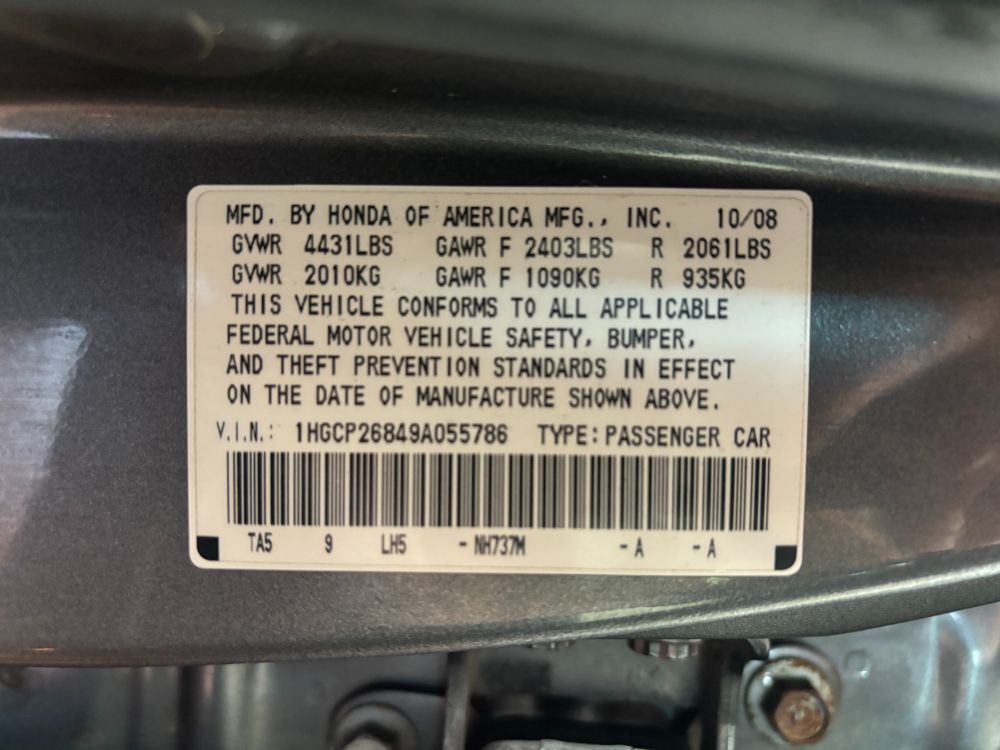 MFD. BY HONDA OF AMERICA MFG., INC. 10/08
GVWR 4431LBS GAWR F 2403LBS R 2061LBS
GVWR 2010KG GAWR F 1090KG R 935KG
THIS VEHICLE CONFORMS TO ALL APPLICABLE
FEDERAL MOTOR VEHICLE SAFETY, BUMPER,
AND THEFT PREVENTION STANDARDS IN EFFECT
ON THE DATE OF MANUFACTURE SHOWN ABOVE.
V.I.N.: 1HGCP26849A055786 TYPE: PASSENGER CAR
TA5 9 LH5 - NH737M - A - A